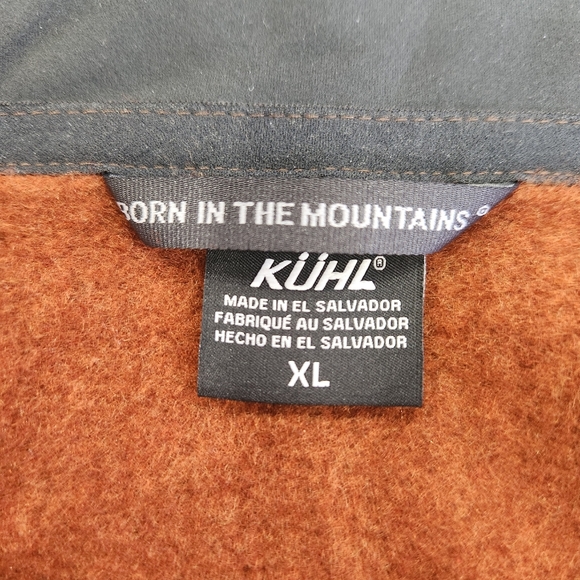 BORN IN THE MOUNTAINS®
KÜHL®
MADE IN EL SALVADOR
FABRIQUÉ AU SALVADOR
HECHO EN EL SALVADOR
XL